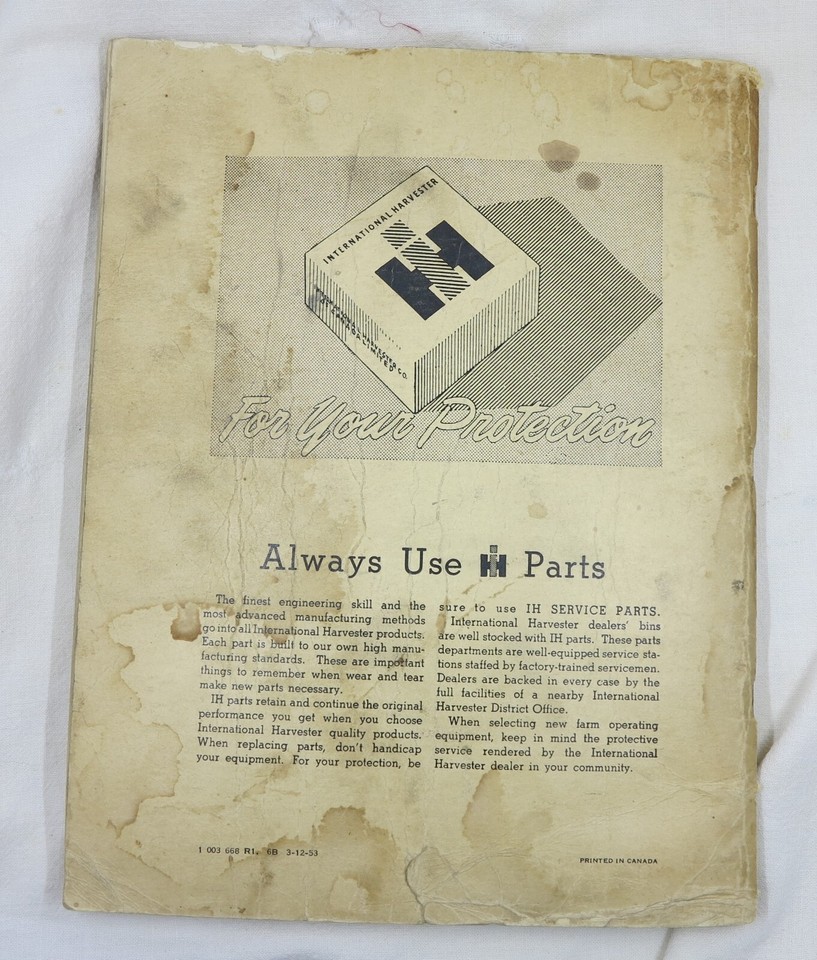 INTERNATIONAL HARVESTER
IH
INTERNATIONAL HARVESTER CO.
OF CANADA LIMITED
For Your Protection
Always Use IH Parts
The finest engineering skill and the
most advanced manufacturing methods
go into all International Harvester products.
Each part is built to our own high manu-
facturing standards. These are important
things to remember when wear and tear
make new parts necessary.
IH parts retain and continue the original
performance you get when you choose
International Harvester quality products.
When replacing parts, don't handicap
your equipment. For your protection, be
sure to use IH SERVICE PARTS.
International Harvester dealers' bins
are well stocked with IH parts. These parts
departments are well-equipped service sta-
tions staffed by factory-trained servicemen.
Dealers are backed in every case by the
full facilities of a nearby International
Harvester District Office.
When selecting new farm operating
equipment, keep in mind the protective
service rendered by the International
Harvester dealer in your community.
1 003 668 R1. 6B 3-12-53
PRINTED IN CANADA